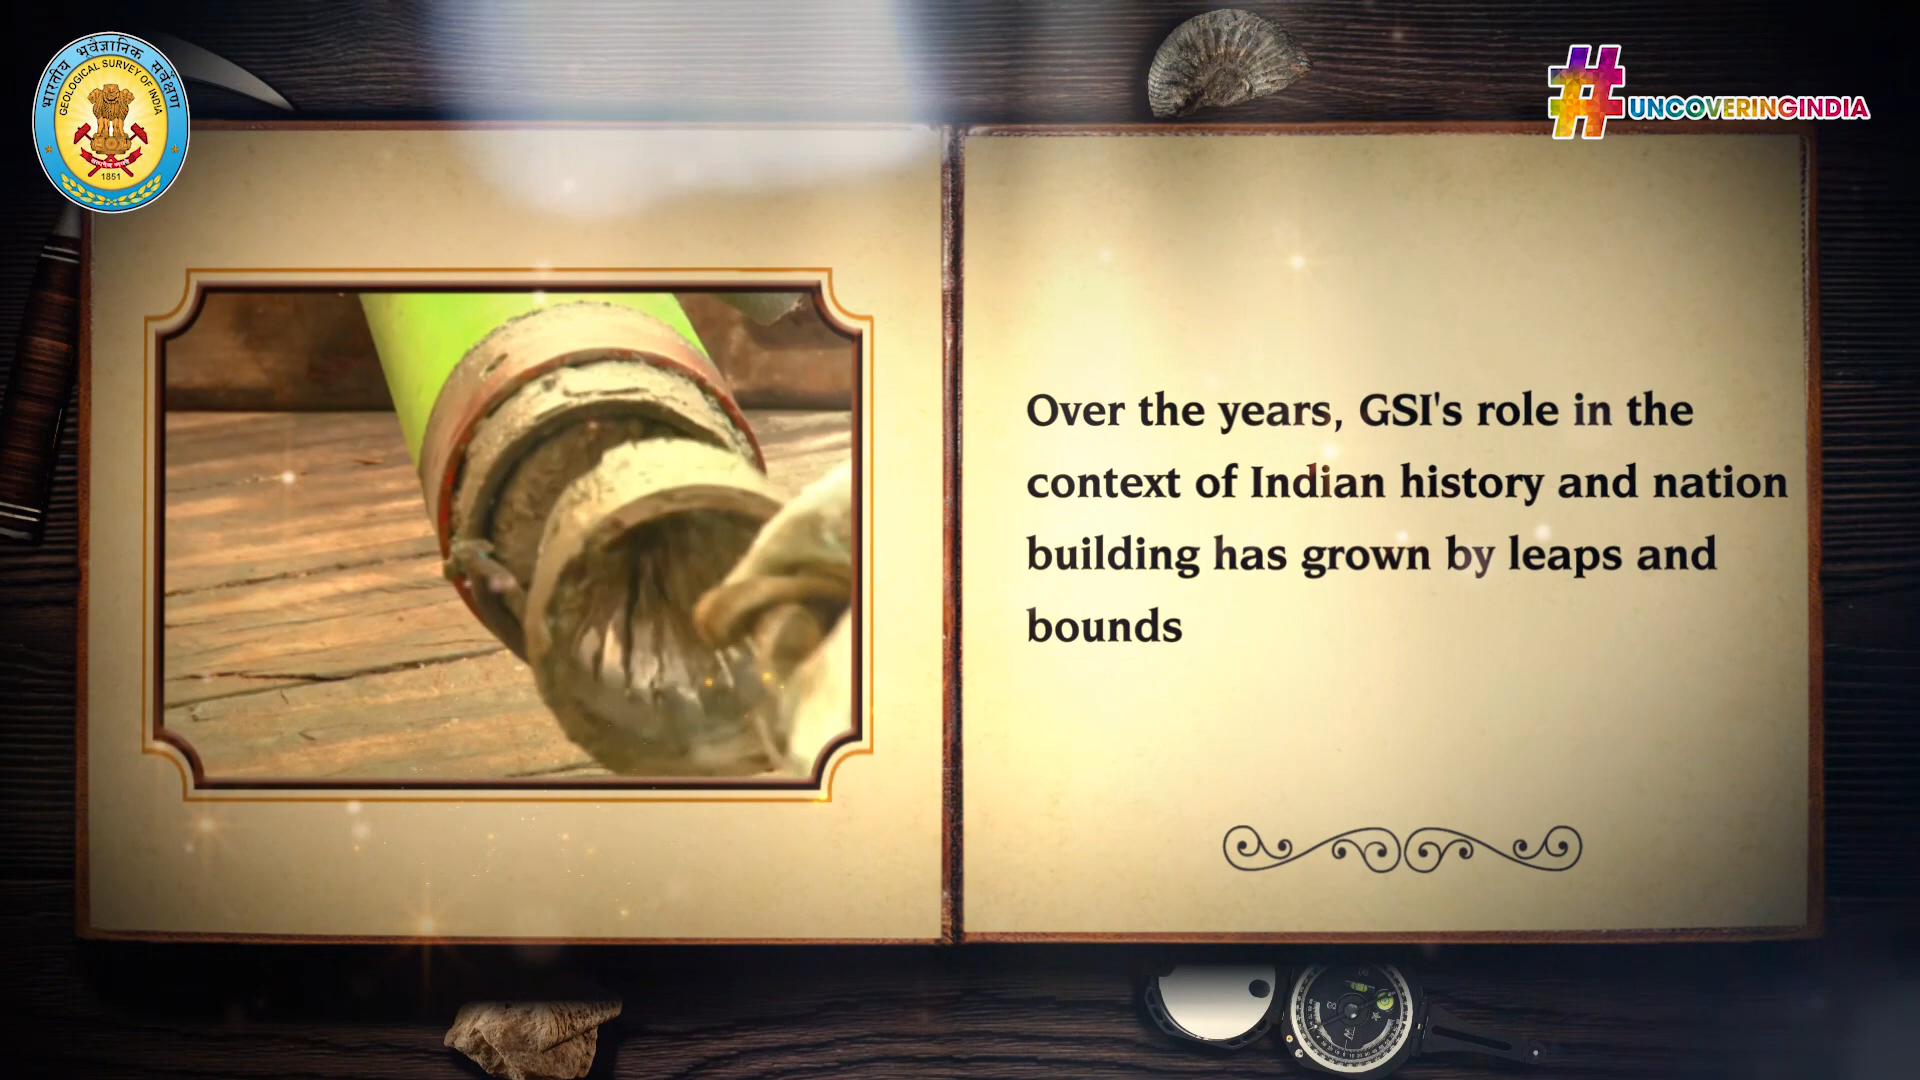 भारतीय भूवैज्ञानिक सर्वेक्षण
GEOLOGICAL SURVEY OF INDIA
1851
#UNCOVERINGINDIA
Over the years, GSI's role in the
context of Indian history and nation
building has grown by leaps and
bounds